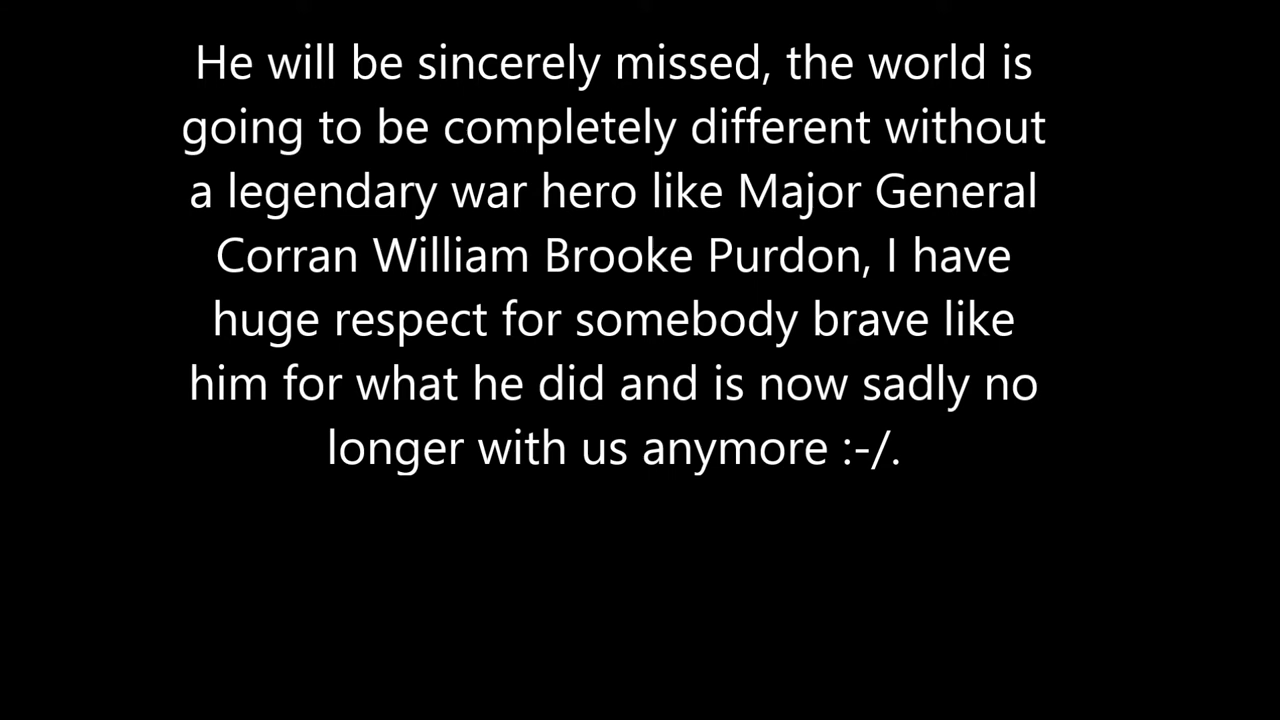 He will be sincerely missed, the world is
going to be completely different without
a legendary war hero like Major General
Corran William Brooke Purdon, I have
huge respect for somebody brave like
him for what he did and is now sadly no
longer with us anymore :-/.